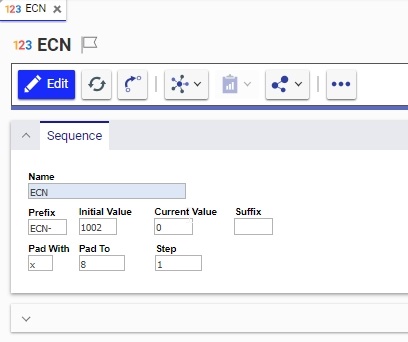 123 ECN ×
123 ECN
Edit
Sequence
Name
ECN
Prefix Initial Value Current Value Suffix
ECN- 1002 0
Pad With Pad To Step
x 8 1